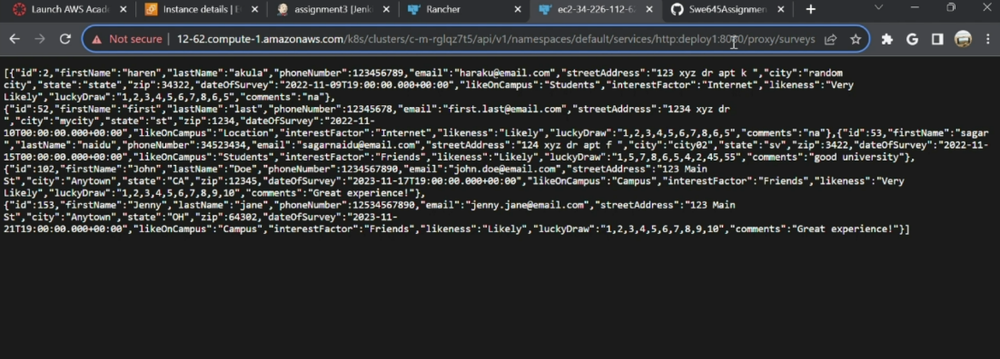 Launch AWS Acade
Instance details | E
assignment3 [Jenk
Rancher
ec2-34-226-112-62
Swe645Assignmen
Not secure | 12-62.compute-1.amazonaws.com/k8s/clusters/c-m-rglqz7t5/api/v1/namespaces/default/services/http:deploy1:8080/proxy/surveys
[{"id":2,"firstName":"haren","lastName":"akula","phoneNumber":123456789,"email":"haraku@email.com","streetAddress":"123 xyz dr apt k ","city":"random
city","state":"state","zip":34322,"dateOfSurvey":"2022-11-09T19:00:00.000+00:00","likeOnCampus":"Students","interestFactor":"Internet","likeness":"Very
Likely","luckyDraw":"1,2,3,4,5,6,7,8,6,5","comments":"na"},
{"id":52,"firstName":"first","lastName":"last","phoneNumber":12345678,"email":"first.last@email.com","streetAddress":"1234 xyz dr
","city":"mycity","state":"st","zip":1234,"dateOfSurvey":"2022-11-
10T00:00:00.000+00:00","likeOnCampus":"Location","interestFactor":"Internet","likeness":"Likely","luckyDraw":"1,2,3,4,5,6,7,8,6,5","comments":"na"},{"id":53,"firstName":"sagar
","lastName":"naidu","phoneNumber":34523434,"email":"sagarnaidu@email.com","streetAddress":"124 xyz dr apt f ","city":"city02","state":"sv","zip":3422,"dateOfSurvey":"2022-11-
15T00:00:00.000+00:00","likeOnCampus":"Students","interestFactor":"Friends","likeness":"Likely","luckyDraw":"1,5,7,8,6,5,4,2,45,55","comments":"good university"},
{"id":102,"firstName":"John","lastName":"Doe","phoneNumber":1234567890,"email":"john.doe@email.com","streetAddress":"123 Main
St","city":"Anytown","state":"CA","zip":12345,"dateOfSurvey":"2023-11-17T19:00:00.000+00:00","likeOnCampus":"Campus","interestFactor":"Friends","likeness":"Very
Likely","luckyDraw":"1,2,3,4,5,6,7,8,9,10","comments":"Great experience!"},
{"id":153,"firstName":"Jenny","lastName":"jane","phoneNumber":12534567890,"email":"jenny.jane@email.com","streetAddress":"123 Main
St","city":"Anytown","state":"OH","zip":64302,"dateOfSurvey":"2023-11-
21T19:00:00.000+00:00","likeOnCampus":"Campus","interestFactor":"Friends","likeness":"Likely","luckyDraw":"1,2,3,4,5,6,7,8,9,10","comments":"Great experience!"}]